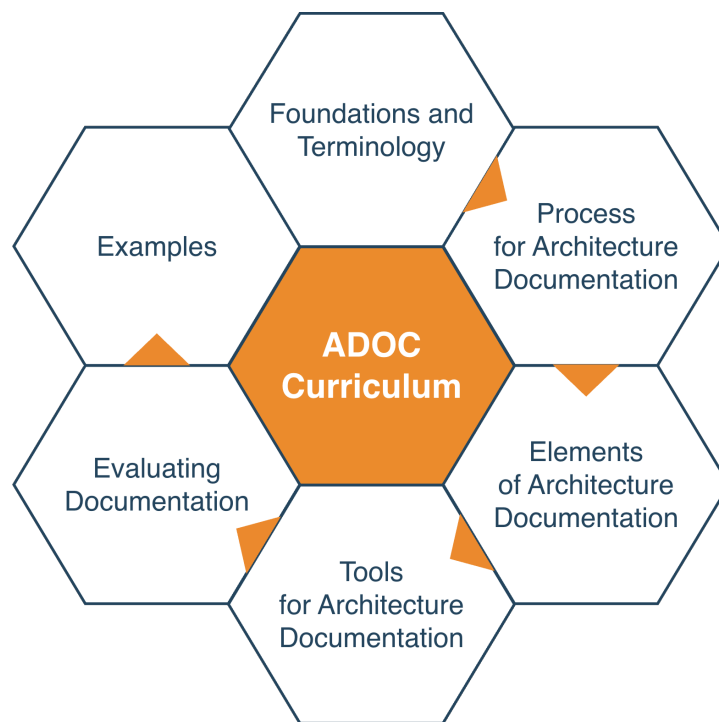 Foundations and
Terminology
Process
for Architecture
Documentation
Examples
ADOC
Curriculum
Elements
of Architecture
Documentation
Evaluating
Documentation
Tools
for Architecture
Documentation